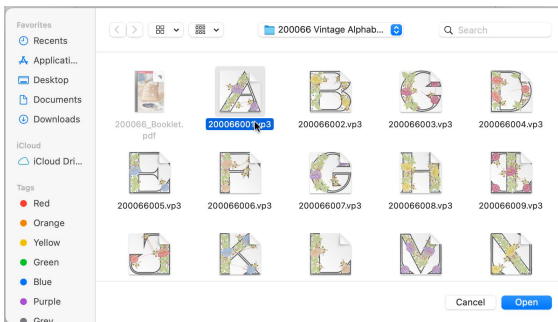 Favorites
Recents
Applicati...
Desktop
Documents
Downloads
iCloud
iCloud Dri...
Tags
Red
Orange
Yellow
Green
Blue
Purple
Grey
200066 Vintage Alphab...
Search
200066_Booklet.
pdf
200066001.vp3
200066002.vp3
200066003.vp3
200066004.vp3
200066005.vp3
200066006.vp3
200066007.vp3
200066008.vp3
200066009.vp3
Cancel
Open